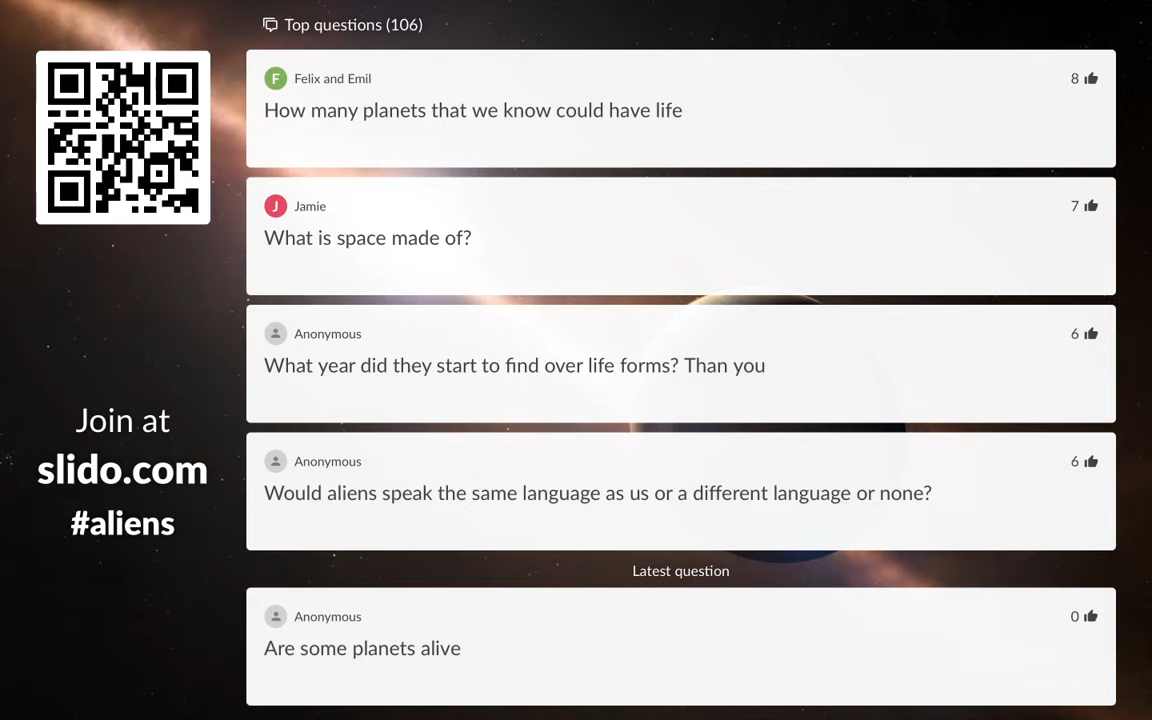 Top questions (106)
F Felix and Emil 8
How many planets that we know could have life
J Jamie 7
What is space made of?
Anonymous 6
What year did they start to find over life forms? Than you
Anonymous 6
Would aliens speak the same language as us or a different language or none?
Join at
slido.com
#aliens
Latest question
Anonymous 0
Are some planets alive